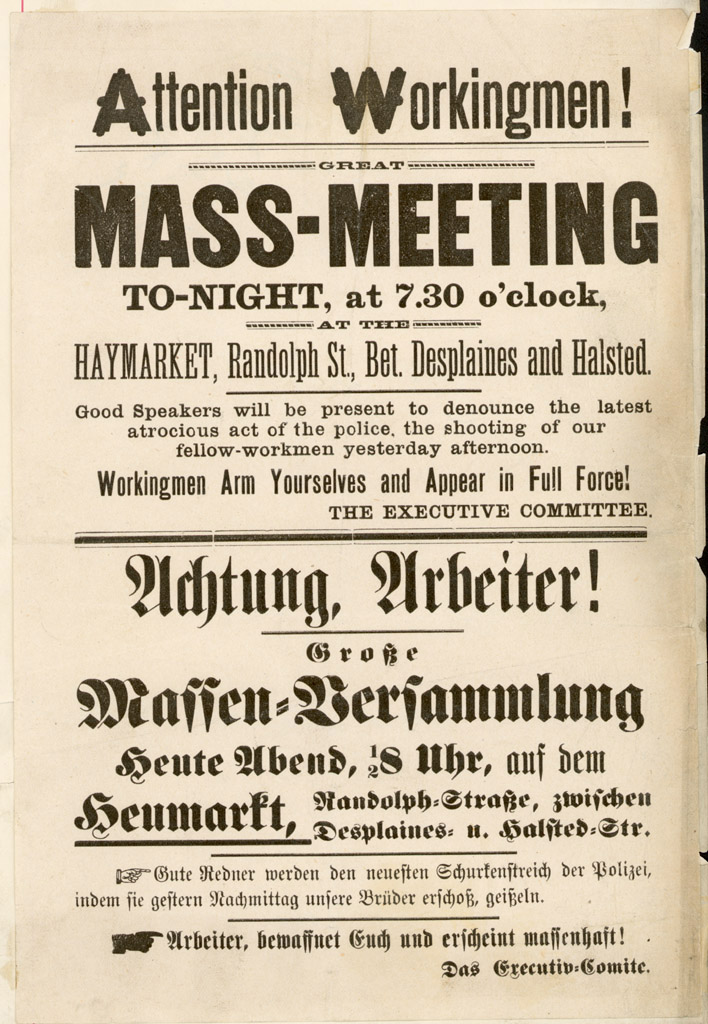 Attention Workingmen!
GREAT
MASS-MEETING
TO-NIGHT, at 7.30 o'clock,
AT THE
HAYMARKET, Randolph St., Bet. Desplaines and Halsted.
Good Speakers will be present to denounce the latest
atrocious act of the police, the shooting of our
fellow-workmen yesterday afternoon.
Workingmen Arm Yourselves and Appear in Full Force!
THE EXECUTIVE COMMITTEE.
Achtung, Arbeiter!
Große
Massen-Versammlung
Heute Abend, ½8 Uhr, auf dem
Heumarkt, Randolph-Straße, zwischen
Desplaines- u. Halsted-Str.
Gute Redner werden den neuesten Schurkenstreich der Polizei,
indem sie gestern Nachmittag unsere Brüder erschoß, geißeln.
Arbeiter, bewaffnet Euch und erscheint massenhaft!
Das Executiv-Comite.